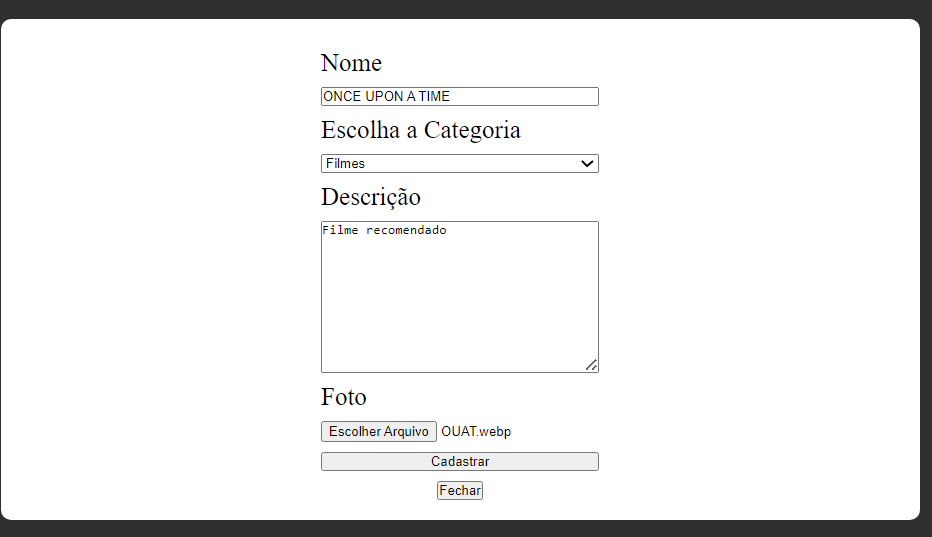 Nome
ONCE UPON A TIME
Escolha a Categoria
Filmes
Descrição
Filme recomendado
Foto
Escolher Arquivo OUAT.webp
Cadastrar
Fechar